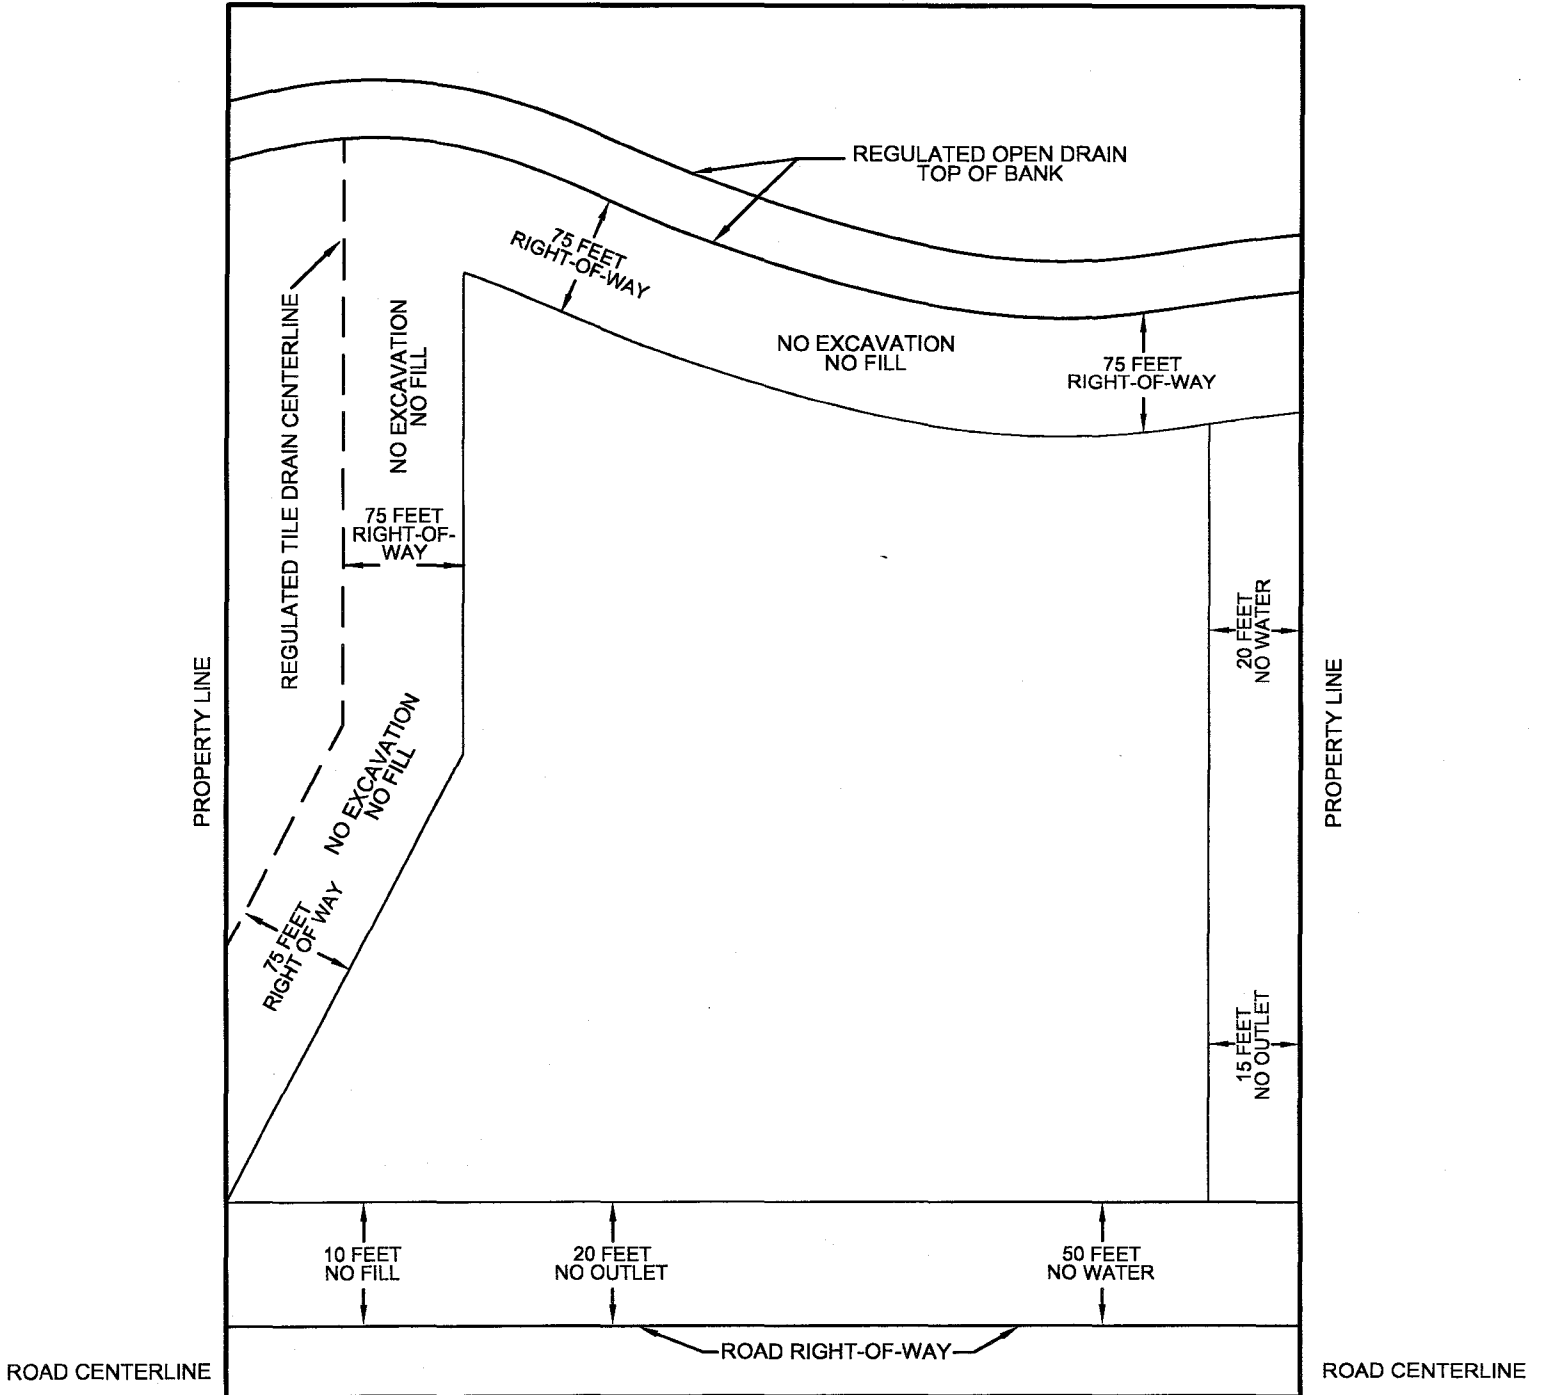 REGULATED OPEN DRAIN
TOP OF BANK
75 FEET
RIGHT-OF-WAY
NO EXCAVATION
NO FILL
75 FEET
RIGHT-OF-WAY
REGULATED TILE DRAIN CENTERLINE
NO EXCAVATION
NO FILL
75 FEET
RIGHT-OF-
WAY
20 FEET
NO WATER
PROPERTY LINE
PROPERTY LINE
NO EXCAVATION
NO FILL
75 FEET
RIGHT OF WAY
15 FEET
NO OUTLET
10 FEET
NO FILL
20 FEET
NO OUTLET
50 FEET
NO WATER
ROAD RIGHT-OF-WAY
ROAD CENTERLINE
ROAD CENTERLINE